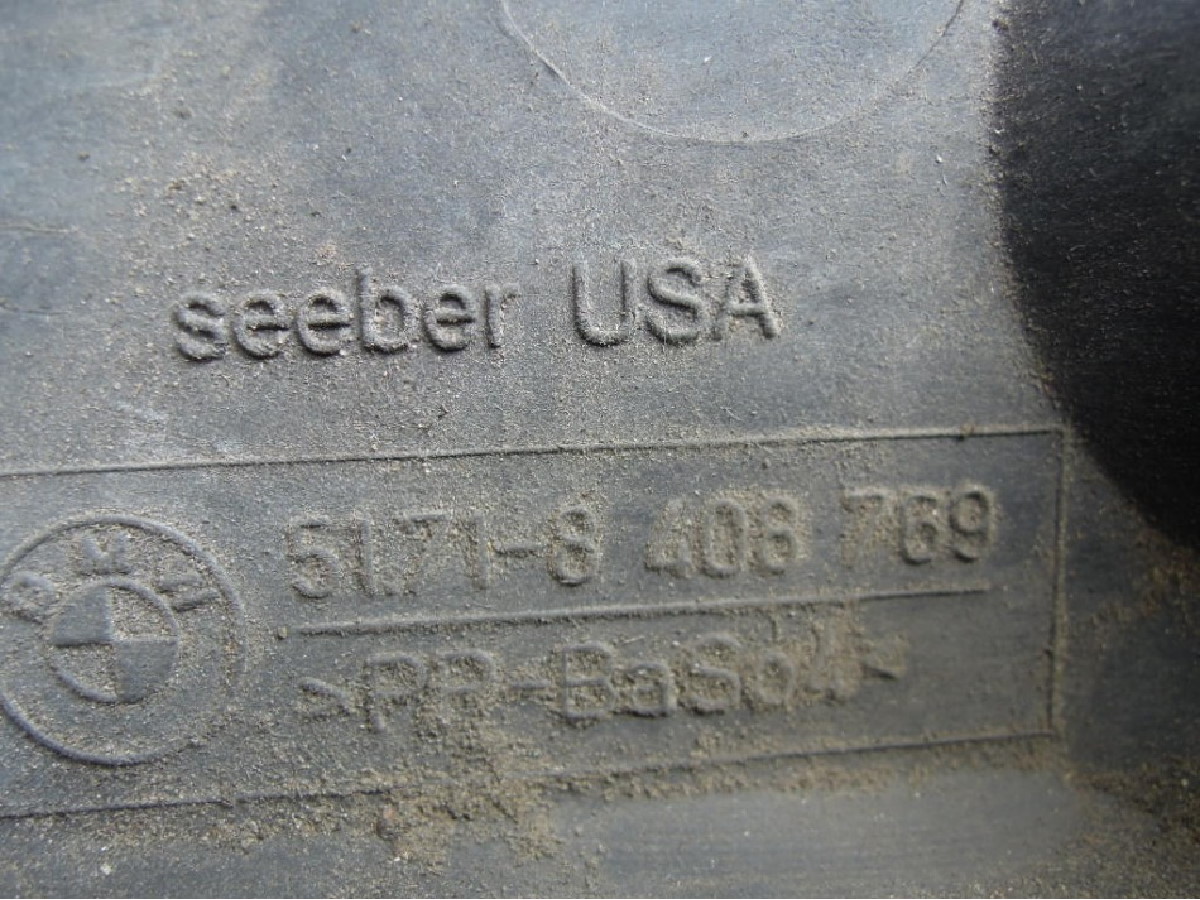 seeber USA
BMW
51.71-8 408 769
>PP-BaSo4<